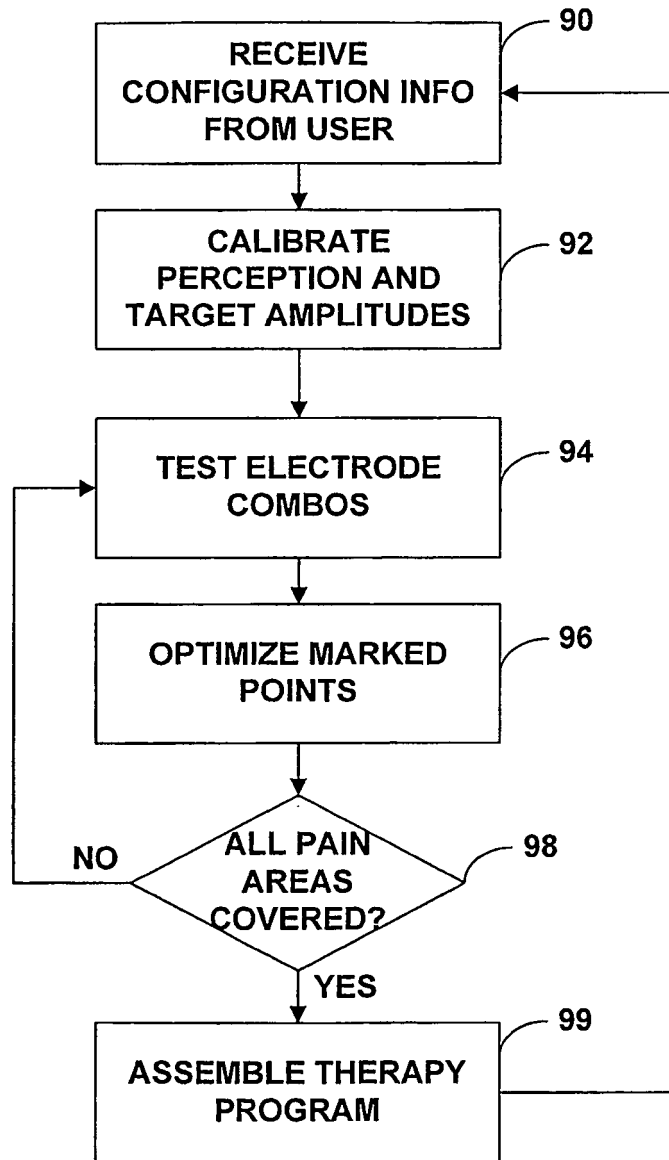 90
RECEIVE
CONFIGURATION INFO
FROM USER
92
CALIBRATE
PERCEPTION AND
TARGET AMPLITUDES
94
TEST ELECTRODE
COMBOS
96
OPTIMIZE MARKED
POINTS
98
NO
ALL PAIN
AREAS
COVERED?
YES
99
ASSEMBLE THERAPY
PROGRAM